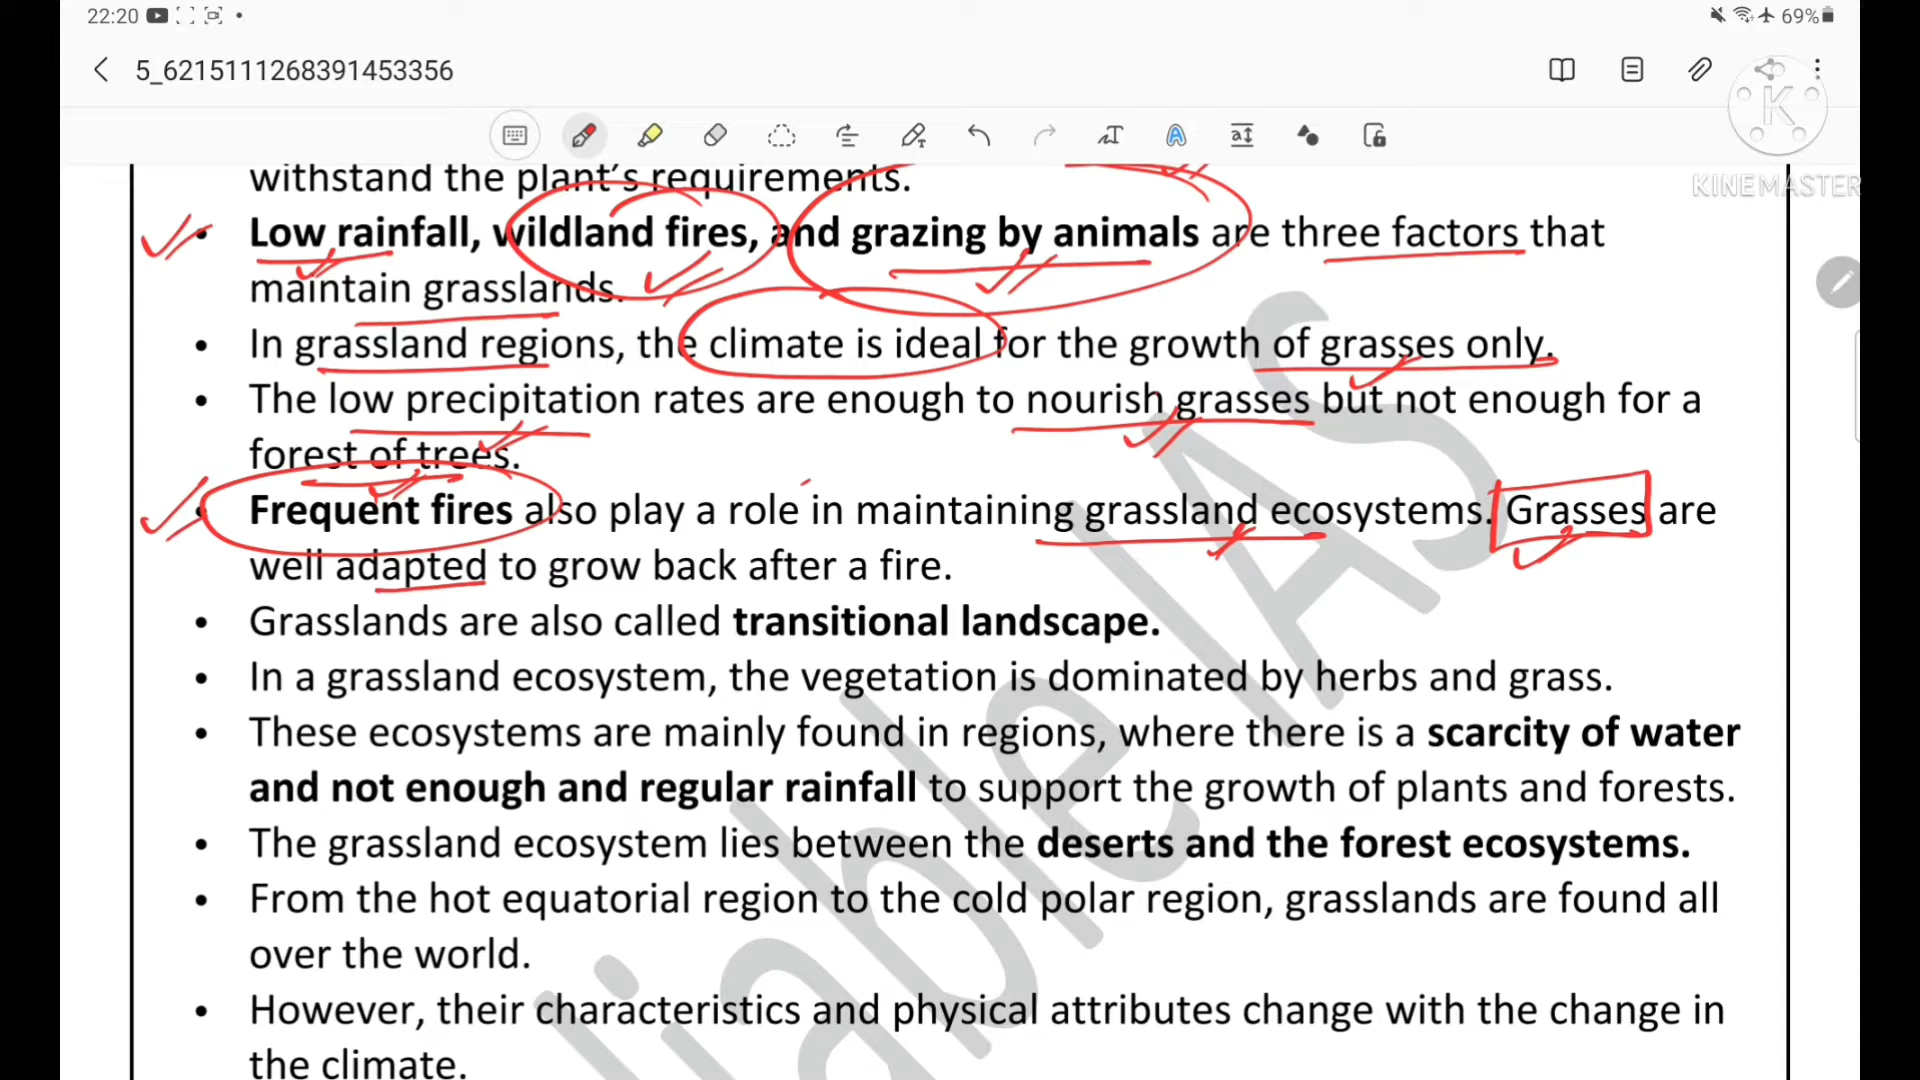 22:20
69%
5_6215111268391453356
K
KINEMASTER
withstand the plant's requirements.
• Low rainfall, wildland fires, and grazing by animals are three factors that
maintain grasslands.
• In grassland regions, the climate is ideal for the growth of grasses only.
• The low precipitation rates are enough to nourish grasses but not enough for a
forest of trees.
• Frequent fires also play a role in maintaining grassland ecosystems. Grasses are
well adapted to grow back after a fire.
• Grasslands are also called transitional landscape.
• In a grassland ecosystem, the vegetation is dominated by herbs and grass.
• These ecosystems are mainly found in regions, where there is a scarcity of water
and not enough and regular rainfall to support the growth of plants and forests.
• The grassland ecosystem lies between the deserts and the forest ecosystems.
• From the hot equatorial region to the cold polar region, grasslands are found all
over the world.
• However, their characteristics and physical attributes change with the change in
the climate.
IAS